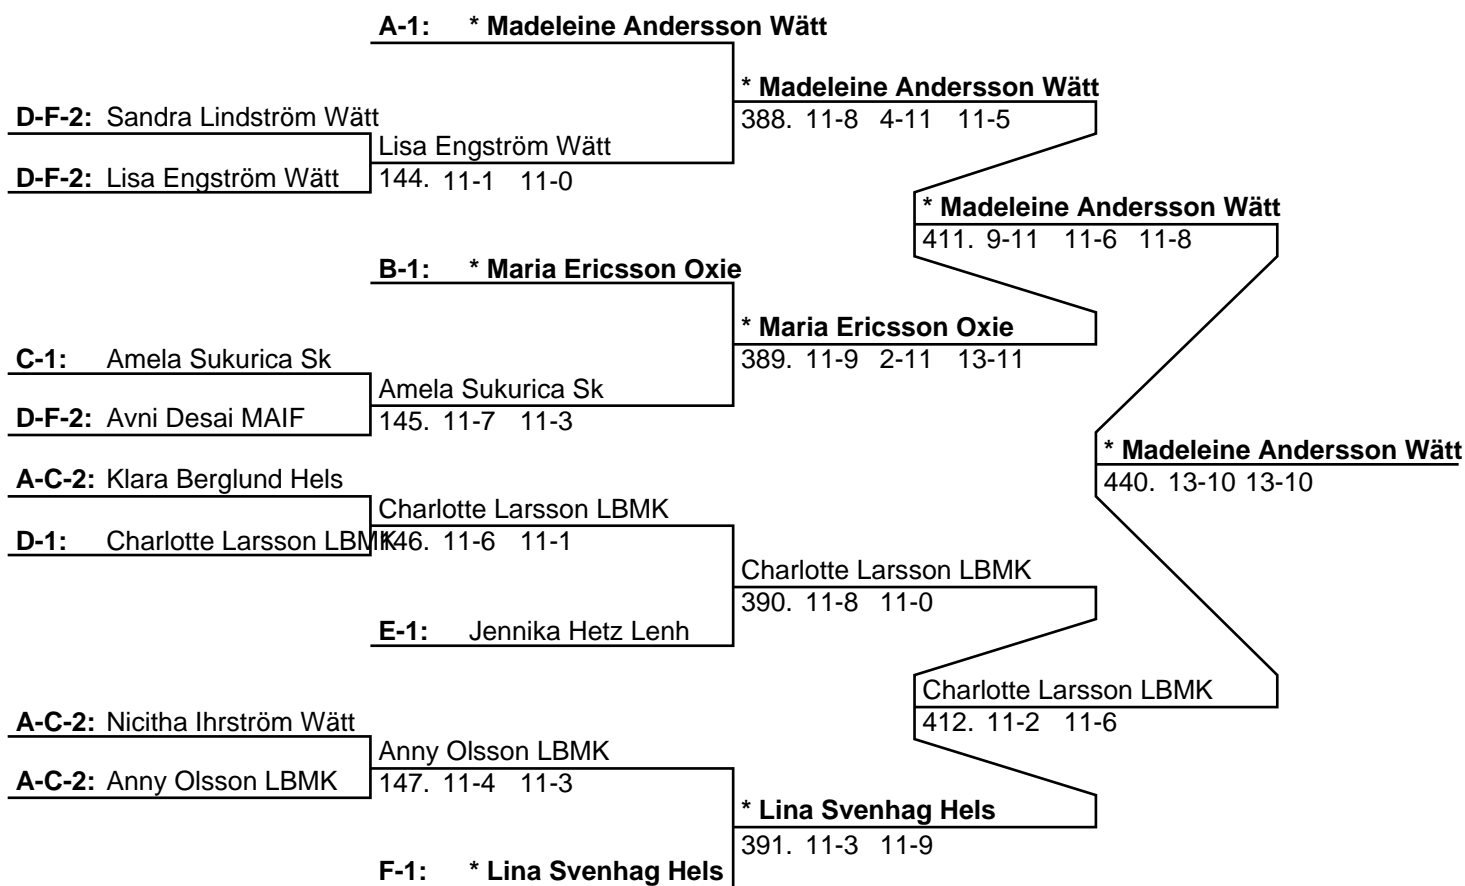 A-1: * Madeleine Andersson Wätt
* Madeleine Andersson Wätt
D-F-2: Sandra Lindström Wätt
388. 11-8 4-11 11-5
Lisa Engström Wätt
D-F-2: Lisa Engström Wätt
144. 11-1 11-0
* Madeleine Andersson Wätt
411. 9-11 11-6 11-8
B-1: * Maria Ericsson Oxie
* Maria Ericsson Oxie
C-1: Amela Sukurica Sk
389. 11-9 2-11 13-11
Amela Sukurica Sk
D-F-2: Avni Desai MAIF
145. 11-7 11-3
* Madeleine Andersson Wätt
A-C-2: Klara Berglund Hels
440. 13-10 13-10
Charlotte Larsson LBMK
D-1: Charlotte Larsson LBMK
146. 11-6 11-1
Charlotte Larsson LBMK
390. 11-8 11-0
E-1: Jennika Hetz Lenh
Charlotte Larsson LBMK
A-C-2: Nicitha Ihrström Wätt
412. 11-2 11-6
Anny Olsson LBMK
A-C-2: Anny Olsson LBMK
147. 11-4 11-3
* Lina Svenhag Hels
391. 11-3 11-9
F-1: * Lina Svenhag Hels